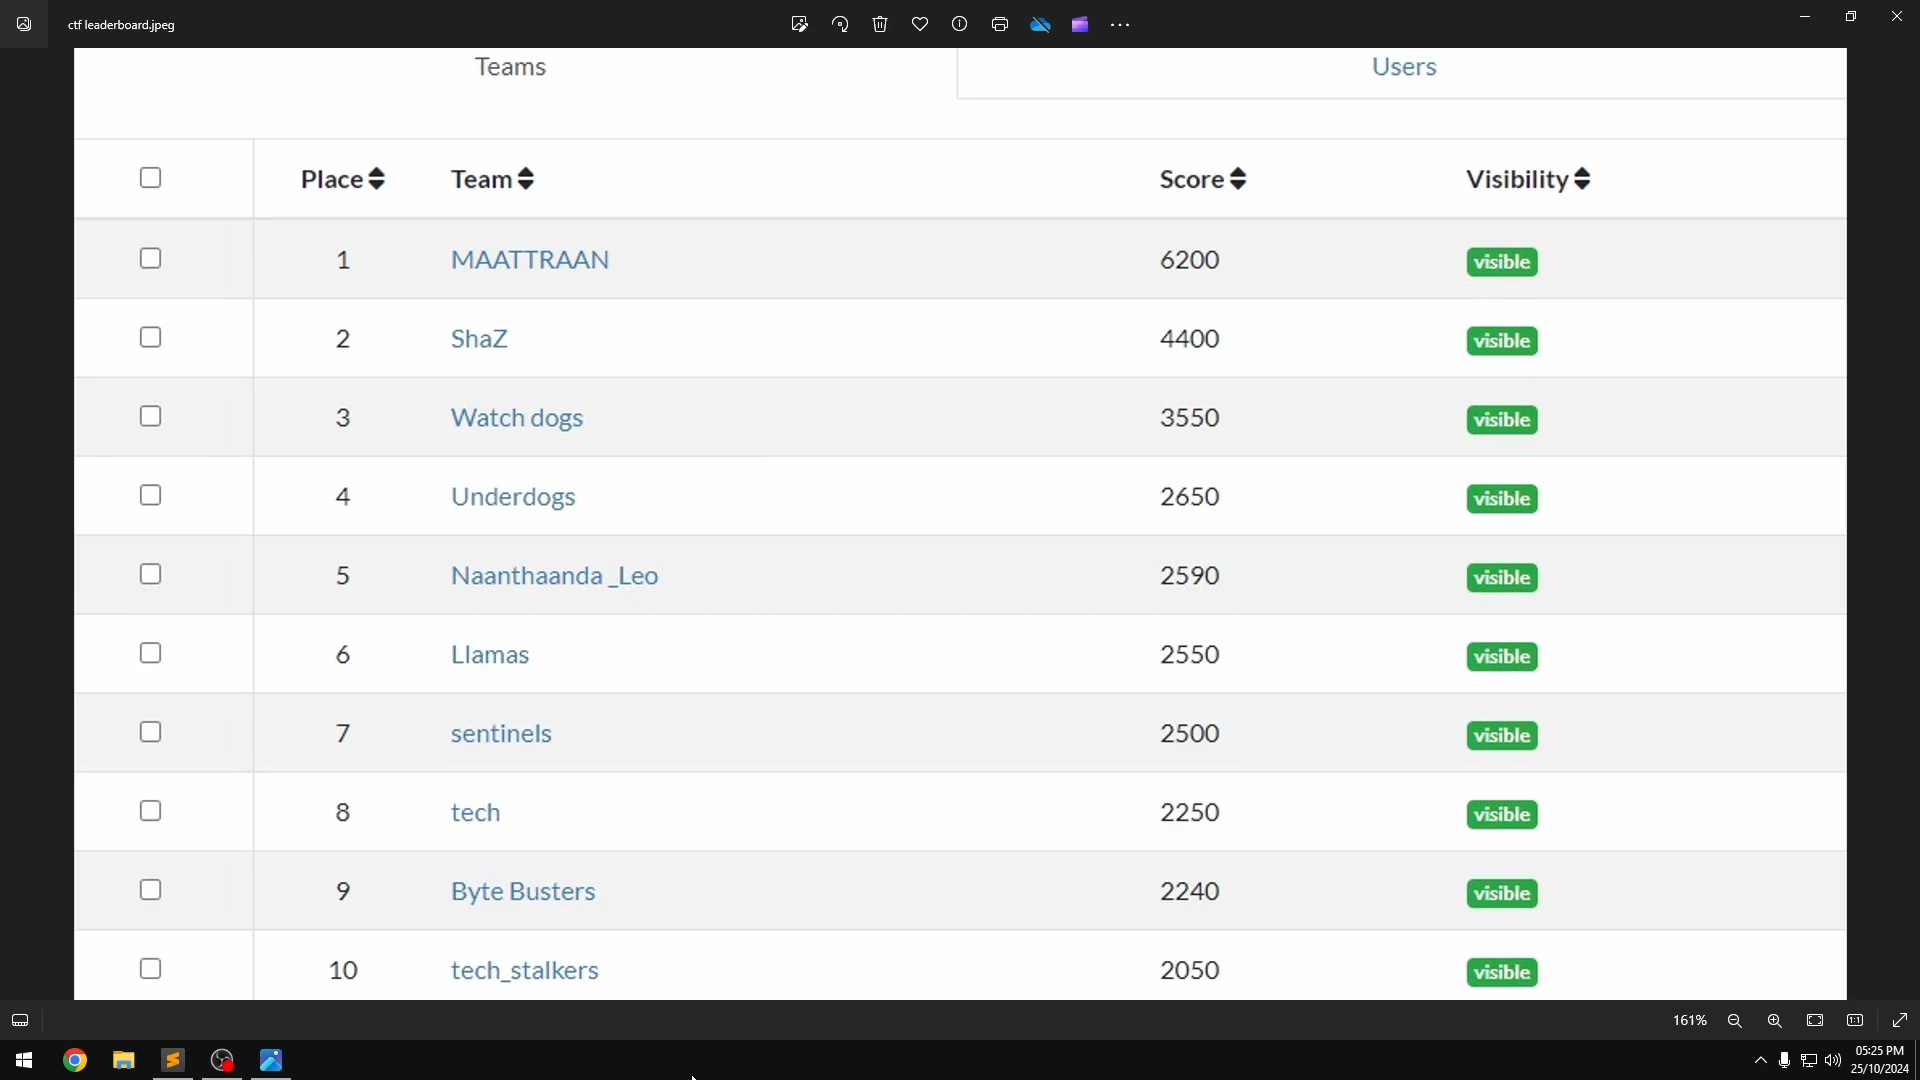 ctf leaderboard.jpeg
Teams Users
Place Team Score Visibility
1 MAATTRAAN 6200 visible
2 ShaZ 4400 visible
3 Watch dogs 3550 visible
4 Underdogs 2650 visible
5 Naanthaanda _Leo 2590 visible
6 Llamas 2550 visible
7 sentinels 2500 visible
8 tech 2250 visible
9 Byte Busters 2240 visible
10 tech_stalkers 2050 visible
161%
05:25 PM
25/10/2024